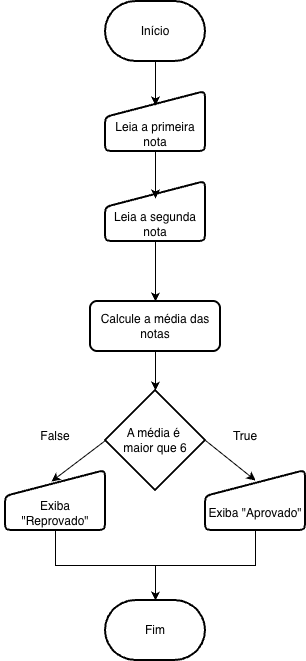 Início
Leia a primeira
nota
Leia a segunda
nota
Calcule a média das
notas
A média é
maior que 6
False
True
Exiba
"Reprovado"
Exiba "Aprovado"
Fim